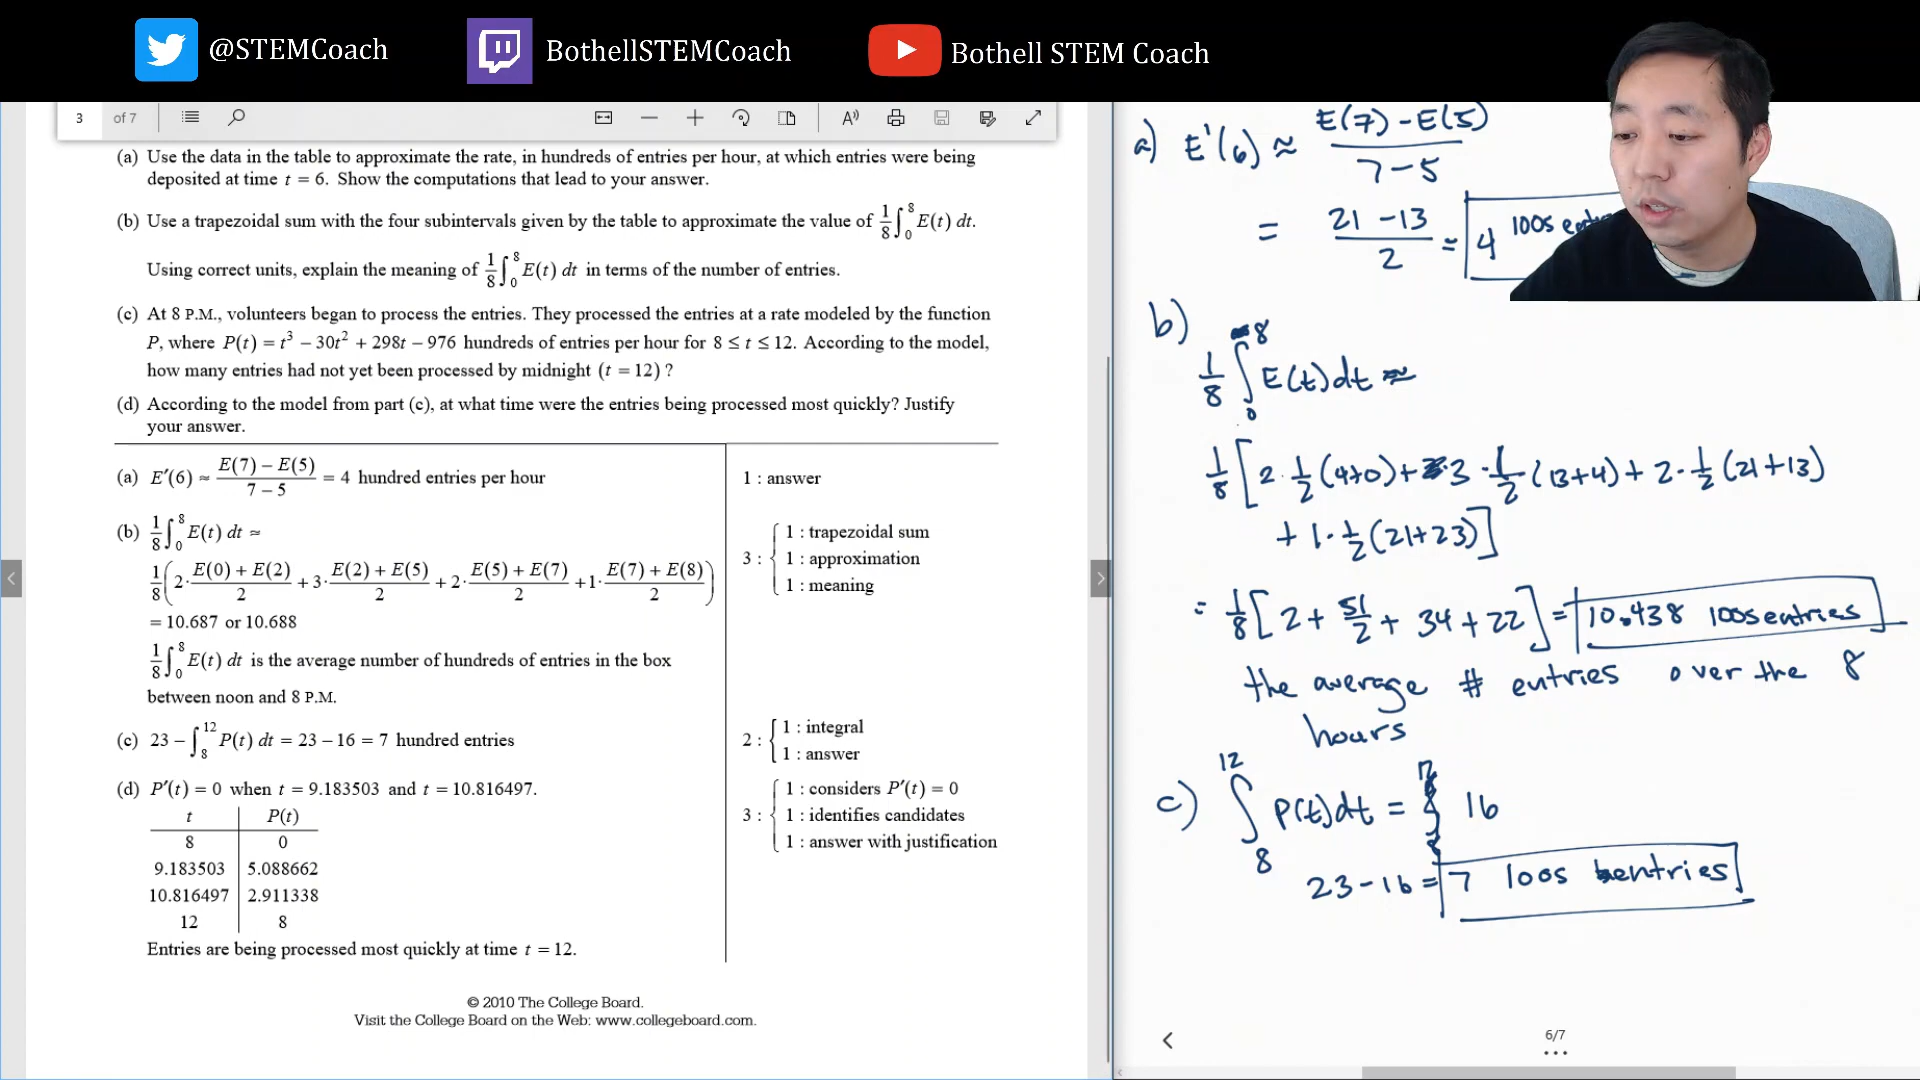 @STEMCoach BothellSTEMCoach Bothell STEM Coach
3 of 7
(a) Use the data in the table to approximate the rate, in hundreds of entries per hour, at which entries were being
deposited at time t = 6. Show the computations that lead to your answer.
(b) Use a trapezoidal sum with the four subintervals given by the table to approximate the value of 1/8 ∫_0^8 E(t) dt.
Using correct units, explain the meaning of 1/8 ∫_0^8 E(t) dt in terms of the number of entries.
(c) At 8 P.M., volunteers began to process the entries. They processed the entries at a rate modeled by the function
P, where P(t) = t³ − 30t² + 298t − 976 hundreds of entries per hour for 8 ≤ t ≤ 12. According to the model,
how many entries had not yet been processed by midnight (t = 12) ?
(d) According to the model from part (c), at what time were the entries being processed most quickly? Justify
your answer.
(a) E′(6) ≈ (E(7) − E(5))/(7 − 5) = 4 hundred entries per hour
1 : answer
(b) 1/8 ∫_0^8 E(t) dt ≈
1/8 (2 · (E(0) + E(2))/2 + 3 · (E(2) + E(5))/2 + 2 · (E(5) + E(7))/2 + 1 · (E(7) + E(8))/2)
= 10.687 or 10.688
1/8 ∫_0^8 E(t) dt is the average number of hundreds of entries in the box
between noon and 8 P.M.
3 : { 1 : trapezoidal sum
1 : approximation
1 : meaning
(c) 23 − ∫_8^12 P(t) dt = 23 − 16 = 7 hundred entries
2 : { 1 : integral
1 : answer
(d) P′(t) = 0 when t = 9.183503 and t = 10.816497.
t P(t)
8 0
9.183503 5.088662
10.816497 2.911338
12 8
Entries are being processed most quickly at time t = 12.
3 : { 1 : considers P′(t) = 0
1 : identifies candidates
1 : answer with justification
© 2010 The College Board.
Visit the College Board on the Web: www.collegeboard.com.
a) E'(6) ≈ (E(7) - E(5))/(7 - 5)
= (21 - 13)/2 = 4 100s
b)
1/8 ∫_0^8 E(t)dt ≈
1/8 [2 · 1/2 (4+0) + 3 · 1/2 (13+4) + 2 · 1/2 (21+13)
+ 1 · 1/2 (21+23)]
= 1/8 [2 + 51/2 + 34 + 22] = 10.438 100s entries
the average # entries over the 8
hours
c) ∫_8^12 P(t)dt = 16
23 - 16 = 7 100s entries
6/7